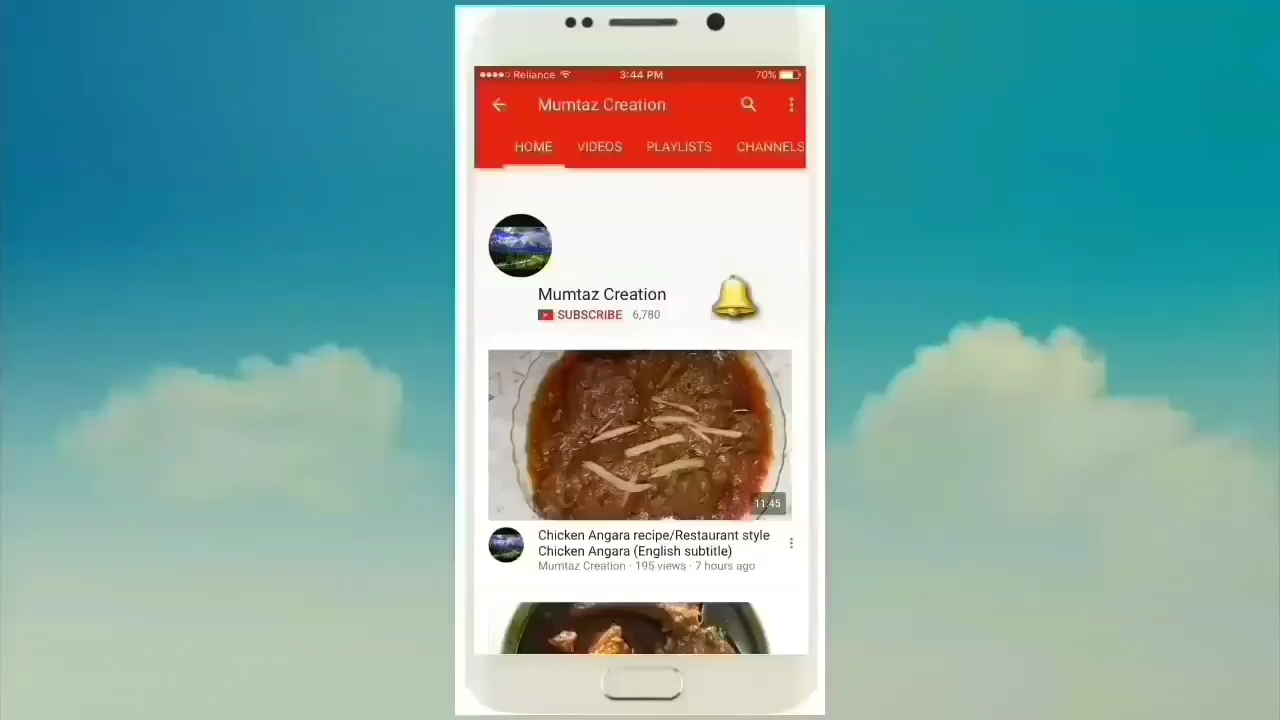 Reliance 3:44 PM 70%
Mumtaz Creation
HOME VIDEOS PLAYLISTS CHANNELS
Mumtaz Creation
SUBSCRIBE 6,780
11:45
Chicken Angara recipe/Restaurant style
Chicken Angara (English subtitle)
Mumtaz Creation · 195 views · 7 hours ago